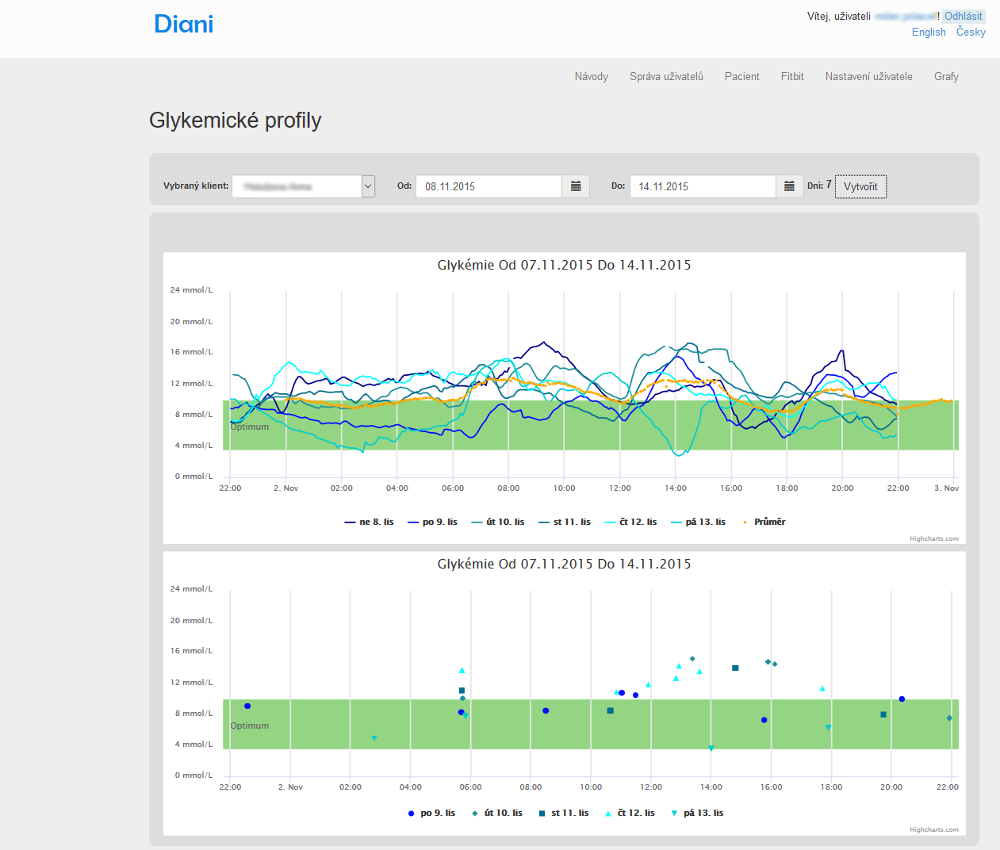 Diani
Vítej, uživateli ! Odhlásit
English Česky
Návody Správa uživatelů Pacient Fitbit Nastavení uživatele Grafy
Glykemické profily
Vybraný klient: Od: 08.11.2015 Do: 14.11.2015 Dní: 7 Vytvořit
Glykémie Od 07.11.2015 Do 14.11.2015
24 mmol/L
20 mmol/L
16 mmol/L
12 mmol/L
8 mmol/L
Optimum
4 mmol/L
0 mmol/L
22:00 2. Nov 02:00 04:00 06:00 08:00 10:00 12:00 14:00 16:00 18:00 20:00 22:00 3. Nov
ne 8. lis po 9. lis út 10. lis st 11. lis čt 12. lis pá 13. lis Průměr
Highcharts.com
Glykémie Od 07.11.2015 Do 14.11.2015
24 mmol/L
20 mmol/L
16 mmol/L
12 mmol/L
8 mmol/L
Optimum
4 mmol/L
0 mmol/L
22:00 2. Nov 02:00 04:00 06:00 08:00 10:00 12:00 14:00 16:00 18:00 20:00 22:00
po 9. lis út 10. lis st 11. lis čt 12. lis pá 13. lis
Highcharts.com